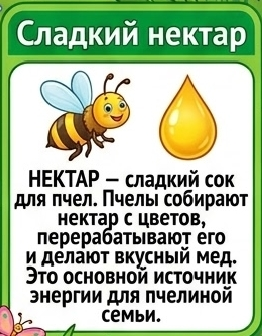 Сладкий нектар
НЕКТАР — сладкий сок
для пчел. Пчелы собирают
нектар с цветов,
перерабатывают его
и делают вкусный мед.
Это основной источник
энергии для пчелиной
семьи.